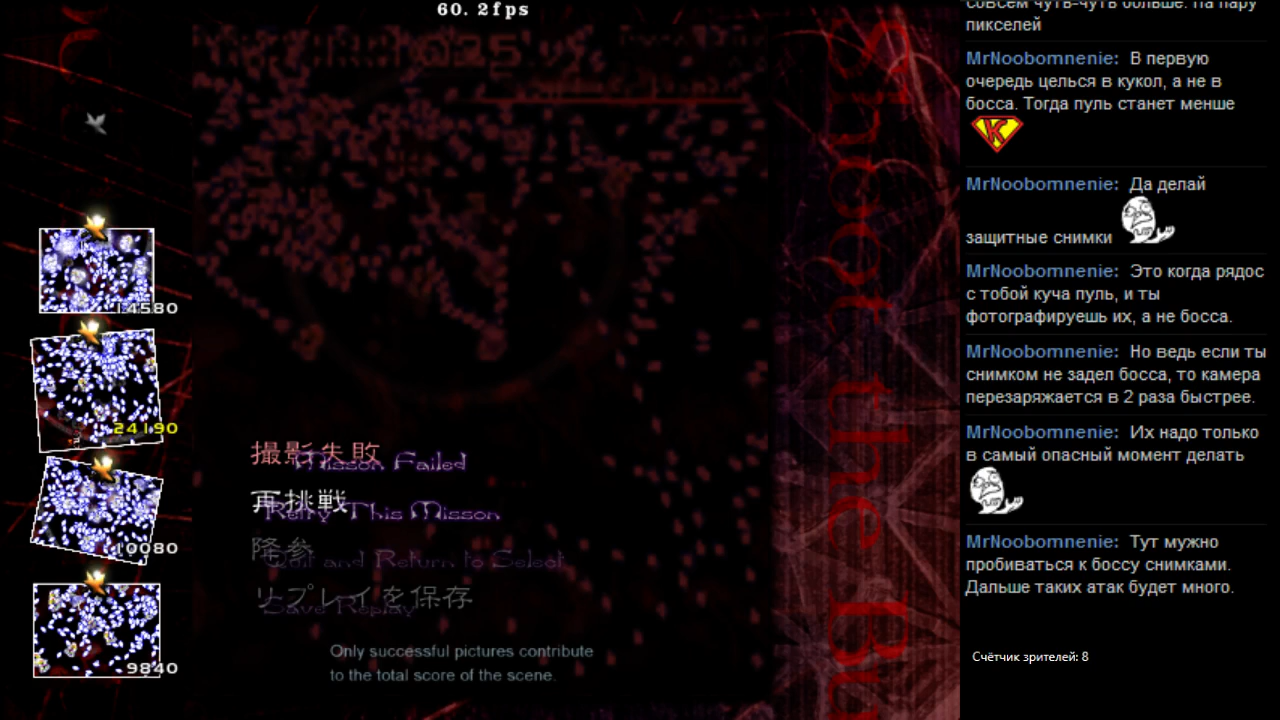 60. 2fps
совсем чуть-чуть больше. На пару
пикселей
MrNoobomnenie: В первую
очередь целься в кукол, а не в
босса. Тогда пуль станет менше
MrNoobomnenie: Да делай
защитные снимки
MrNoobomnenie: Это когда рядос
с тобой куча пуль, и ты
фотографируешь их, а не босса.
MrNoobomnenie: Но ведь если ты
снимком не задел босса, то камера
перезаряжается в 2 раза быстрее.
MrNoobomnenie: Их надо только
в самый опасный момент делать
MrNoobomnenie: Тут мужно
пробиваться к боссу снимками.
Дальше таких атак будет много.
Счётчик зрителей: 8
14580
24190
10080
9840
撮影失敗
Misson Failed
再挑戦
Retry This Misson
降参
Quit and Return to Select
リプレイを保存
Save Replay
Only successful pictures contribute
to the total score of the scene.
Shoot the Bu